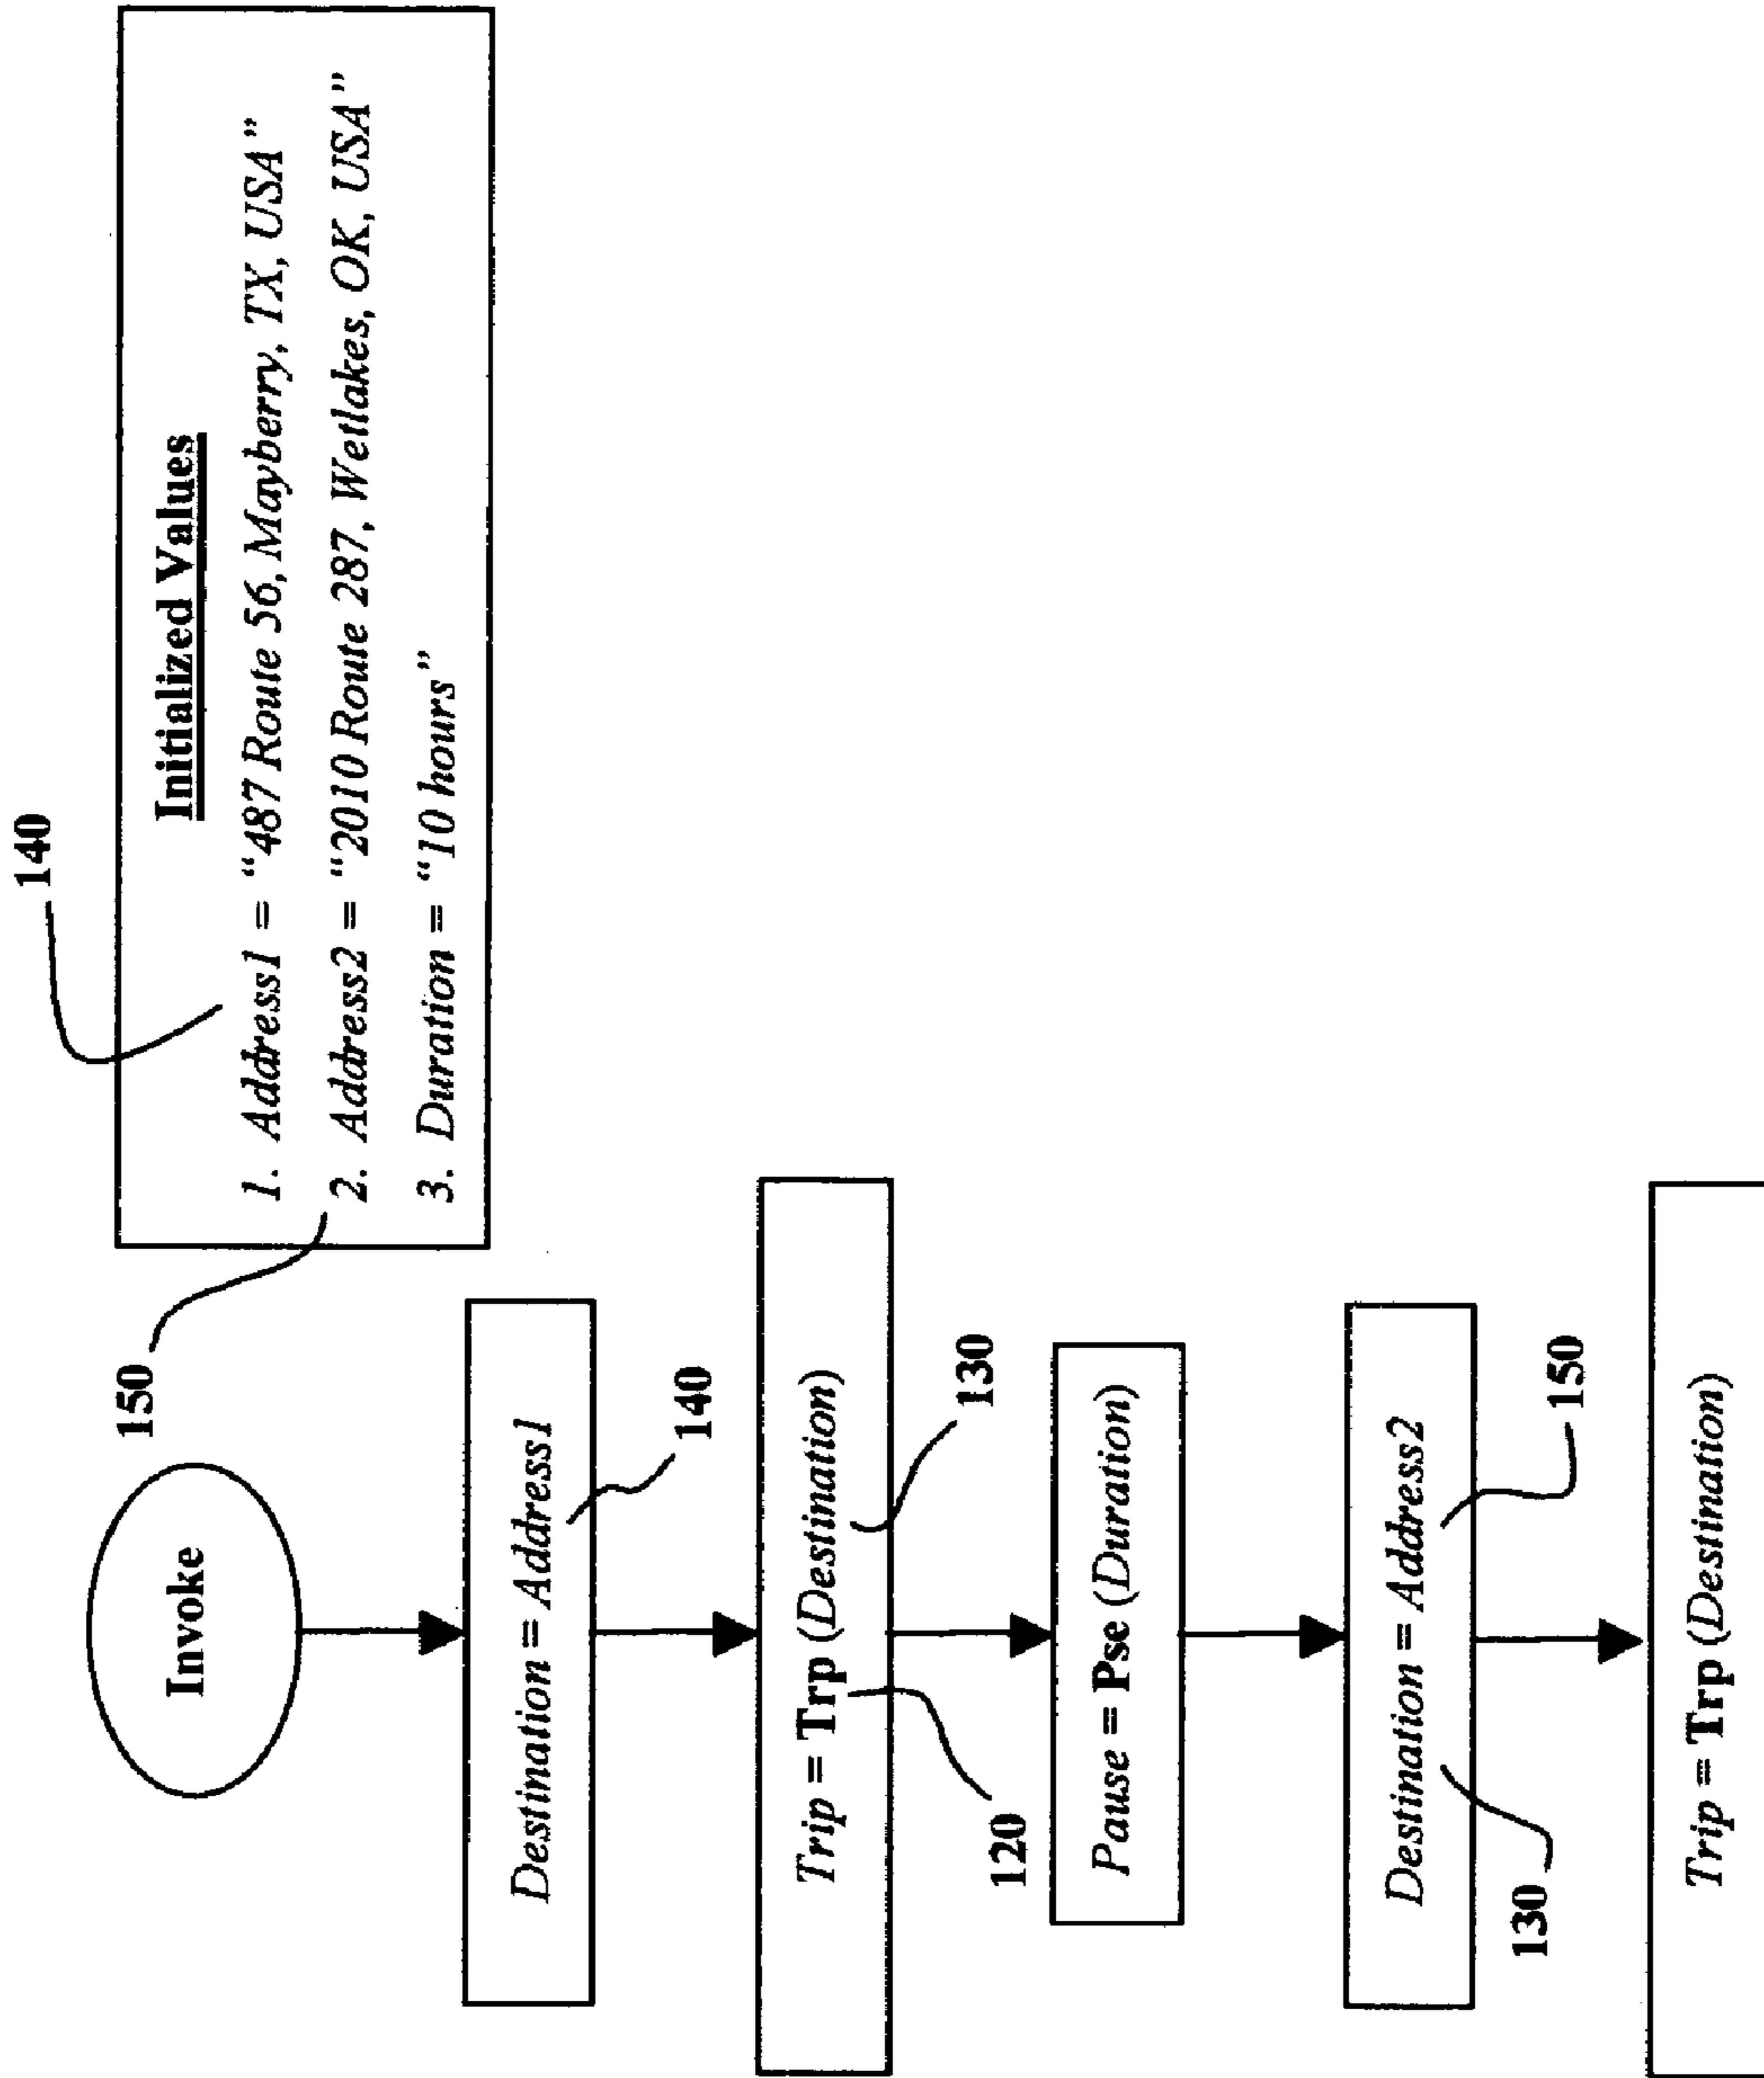 140
Initialized Values
1. Address1 = “487 Route 56, Mayberry, TX, USA”
2. Address2 = “2010 Route 287, Wetlakes, OK, USA”
3. Duration = “10 hours”
150
Invoke
Destination = Address1
140
Trip = Trp (Destination)
120
130
Pause = Pse (Duration)
Destination = Address2
130
150
Trip = Trp (Destination)